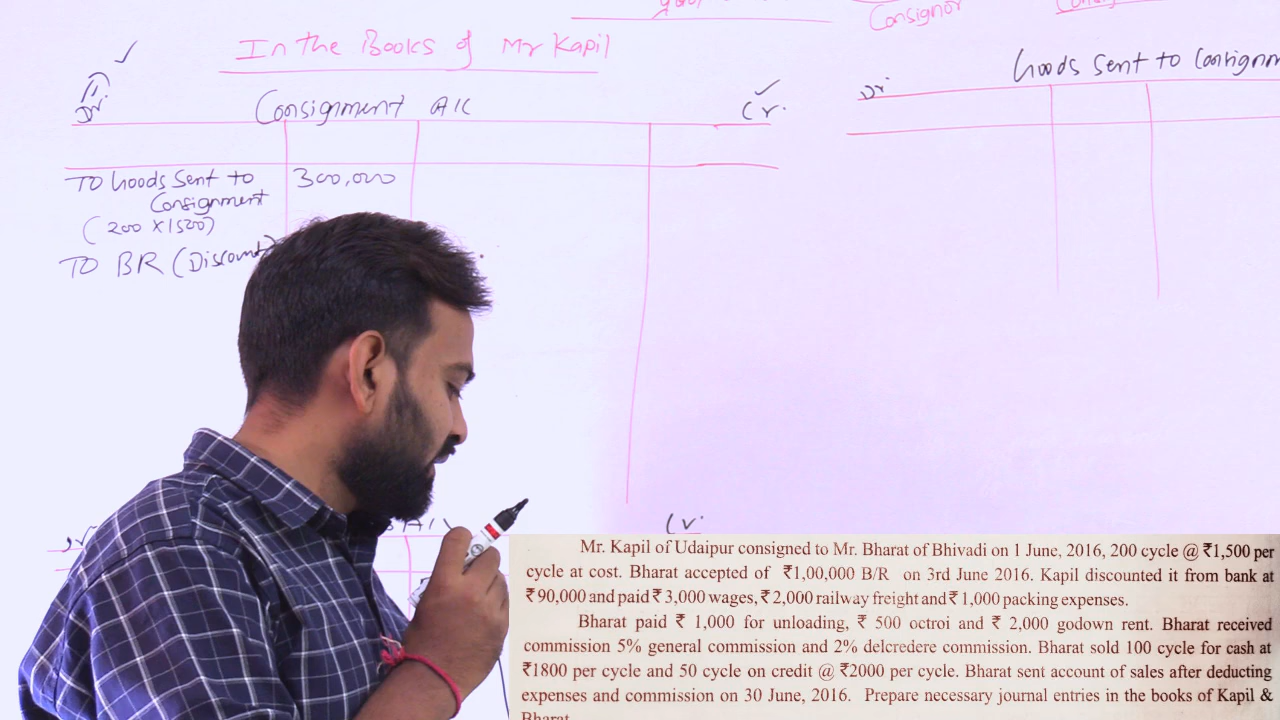 Consignor
In the Books of Mr Kapil
Dr.
Consignment A/C
Cr.
To Goods Sent to
Consignment
(200 X 1500)
300,000
To BR (Discount)
Dr
Goods Sent to Consignm
Cr.
Mr. Kapil of Udaipur consigned to Mr. Bharat of Bhivadi on 1 June, 2016, 200 cycle @ ₹1,500 per
cycle at cost. Bharat accepted of ₹1,00,000 B/R on 3rd June 2016. Kapil discounted it from bank at
₹90,000 and paid ₹3,000 wages, ₹2,000 railway freight and ₹1,000 packing expenses.
Bharat paid ₹ 1,000 for unloading, ₹ 500 octroi and ₹ 2,000 godown rent. Bharat received
commission 5% general commission and 2% delcredere commission. Bharat sold 100 cycle for cash at
₹1800 per cycle and 50 cycle on credit @ ₹2000 per cycle. Bharat sent account of sales after deducting
expenses and commission on 30 June, 2016. Prepare necessary journal entries in the books of Kapil &
Bharat